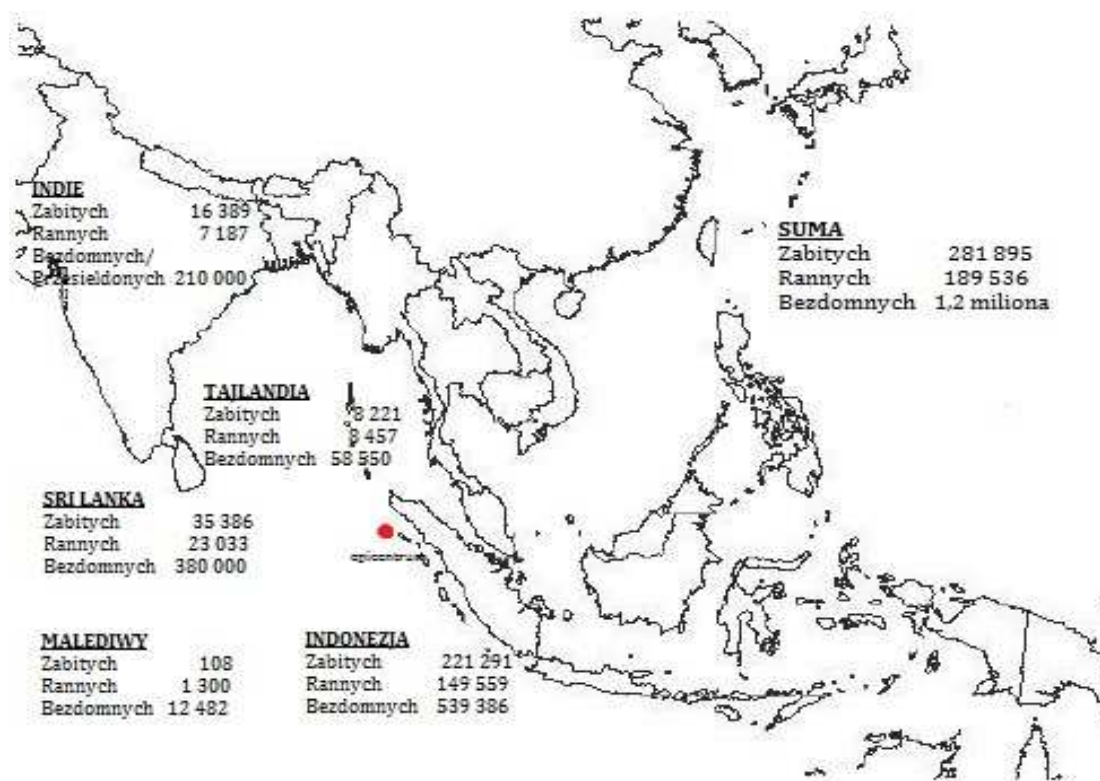 INDIE
Zabitych 16 389
Rannych 7 187
Bezdomnych/
Przesieldonych 210 000
SUMA
Zabitych 281 895
Rannych 189 536
Bezdomnych 1,2 miliona
TAJLANDIA
Zabitych 8 221
Rannych 8 457
Bezdomnych 58 550
SRI LANKA
Zabitych 35 386
Rannych 23 033
Bezdomnych 380 000
epicentrum
MALEDIWY
Zabitych 108
Rannych 1 300
Bezdomnych 12 482
INDONEZJA
Zabitych 221 291
Rannych 149 559
Bezdomnych 539 386